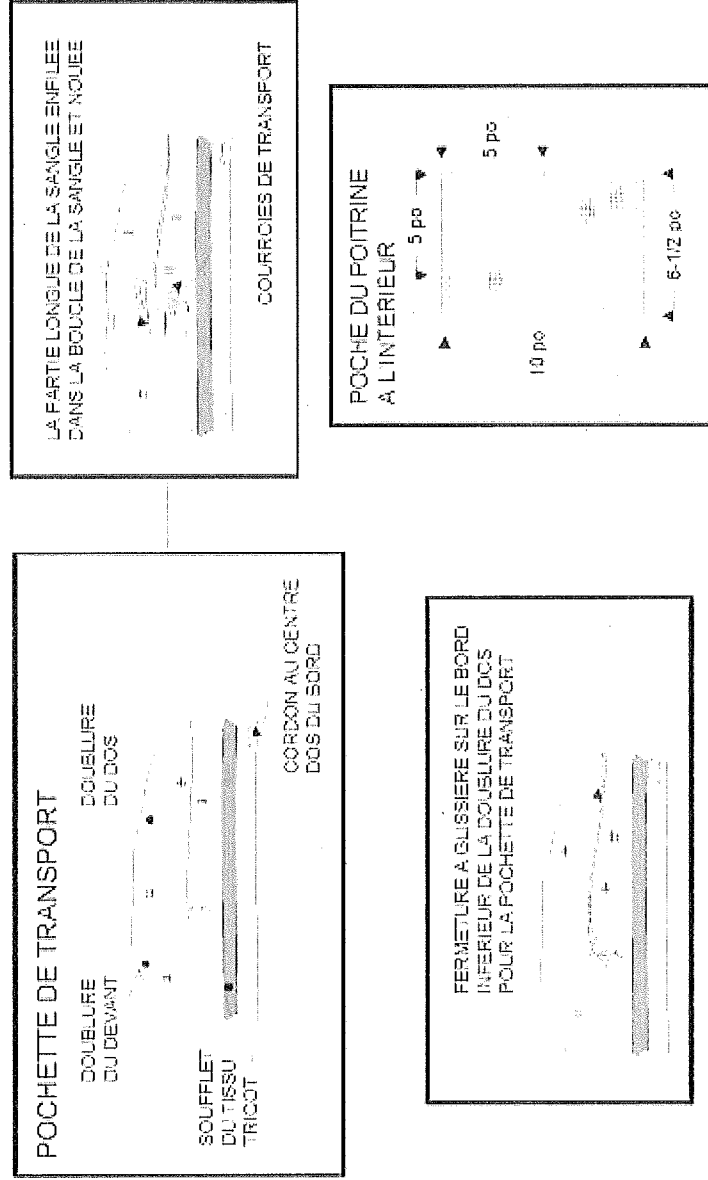 POCHETTE DE TRANSPORT
DOUBLURE
DU DEVANT
DOUBLURE
DU DOS
SOUFFLET
DU TISSU
TRICOT
CORDON AU CENTRE
DOS DU BORD
LA PARTIE LONGUE DE LA SANGLE ENFILEE
DANS LA BOUCLE DE LA SANGLE ET NOUEE
COURROIES DE TRANSPORT
FERMETURE A GLISSIERE SUR LE BORD
INFERIEUR DE LA DOUBLURE DU DOS
POUR LA POCHETTE DE TRANSPORT
POCHE DU POITRINE
A L'INTERIEUR
5 po
5 po
10 po
6-1/2 po